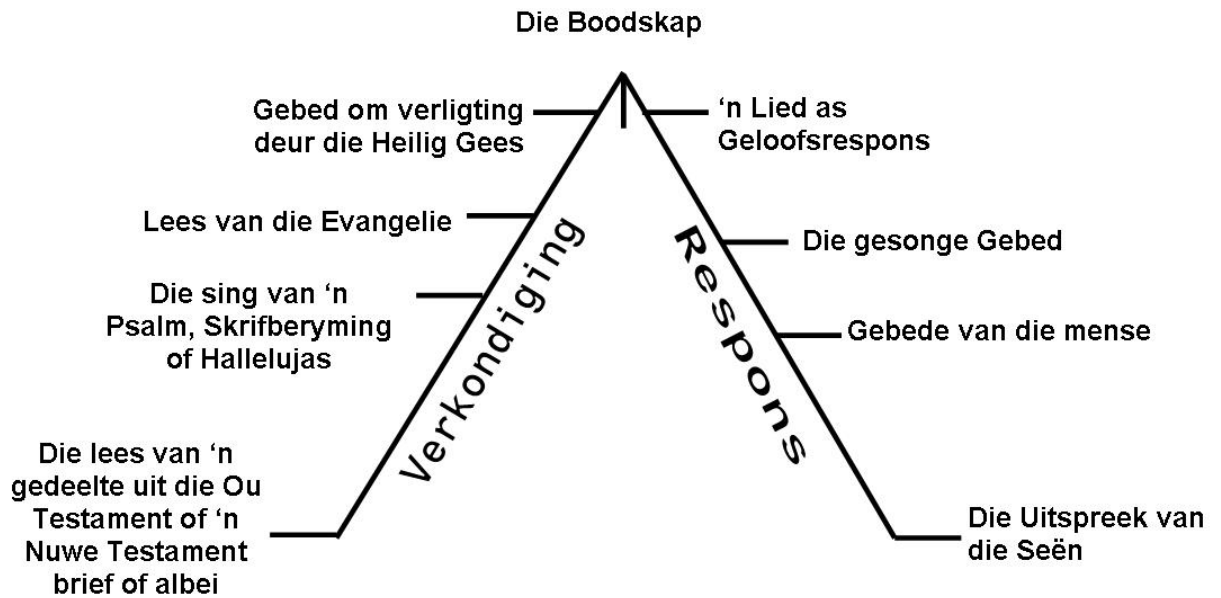 Die Boodskap
Gebed om verligting
deur die Heilig Gees
Lees van die Evangelie
Die sing van ‘n
Psalm, Skrifberyming
of Hallelujas
Die lees van ‘n
gedeelte uit die Ou
Testament of ‘n
Nuwe Testament
brief of albei
Verkondiging
Respons
‘n Lied as
Geloofsrespons
Die gesonge Gebed
Gebede van die mense
Die Uitspreek van
die Seën